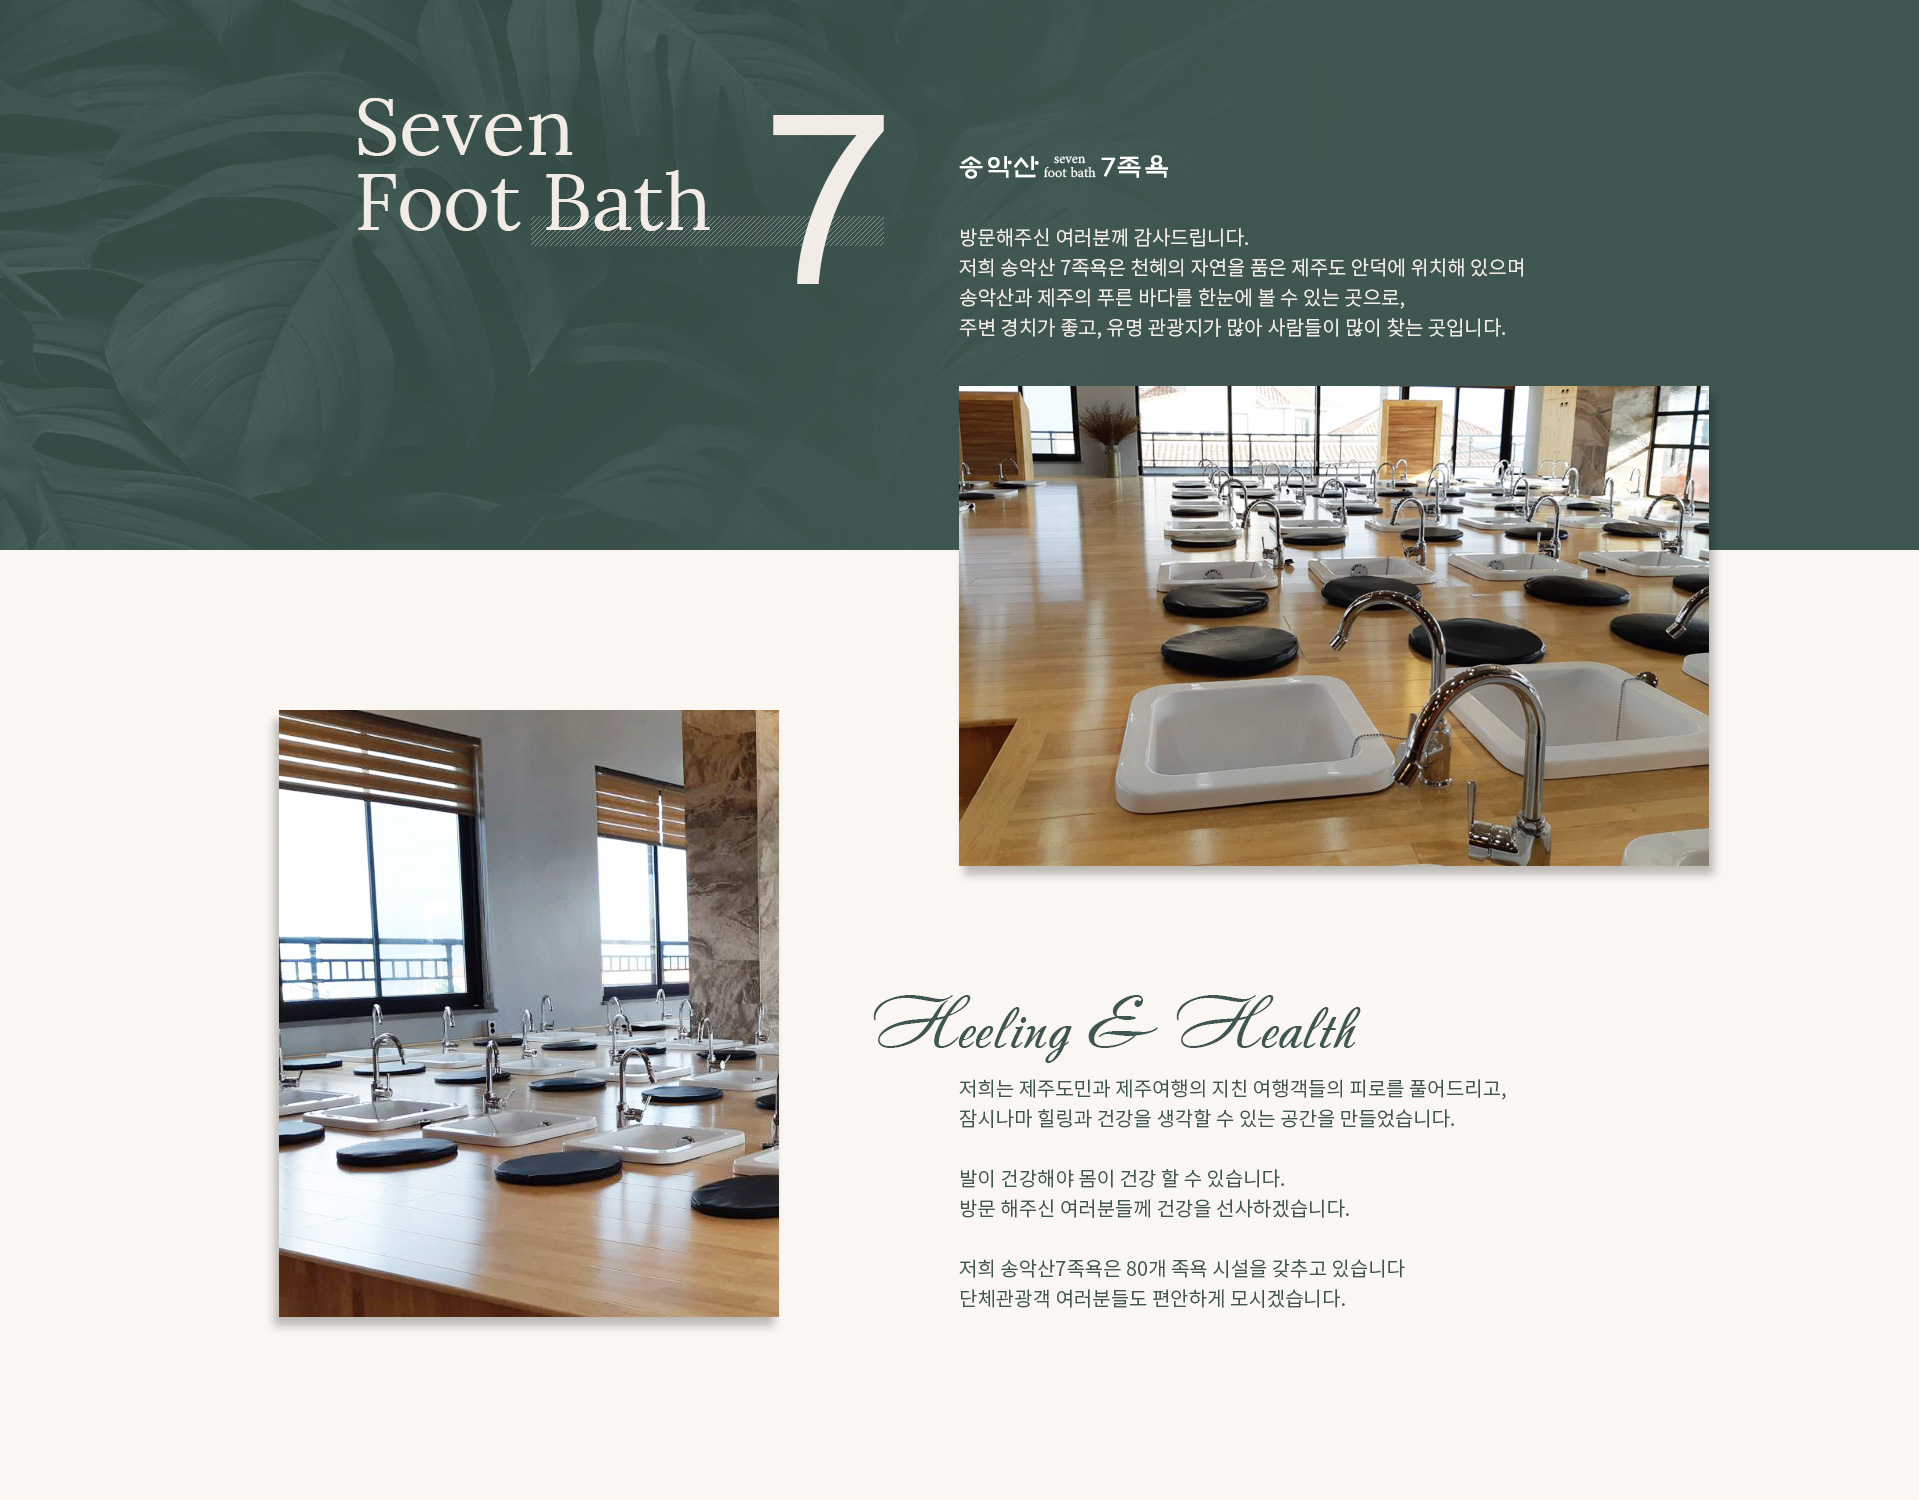 Seven
Foot Bath
7
송악산 seven foot bath 7족욕
방문해주신 여러분께 감사드립니다.
저희 송악산 7족욕은 천혜의 자연을 품은 제주도 안덕에 위치해 있으며
송악산과 제주의 푸른 바다를 한눈에 볼 수 있는 곳으로,
주변 경치가 좋고, 유명 관광지가 많아 사람들이 많이 찾는 곳입니다.
Heeling & Health
저희는 제주도민과 제주여행의 지친 여행객들의 피로를 풀어드리고,
잠시나마 힐링과 건강을 생각할 수 있는 공간을 만들었습니다.
발이 건강해야 몸이 건강 할 수 있습니다.
방문 해주신 여러분들께 건강을 선사하겠습니다.
저희 송악산7족욕은 80개 족욕 시설을 갖추고 있습니다
단체관광객 여러분들도 편안하게 모시겠습니다.